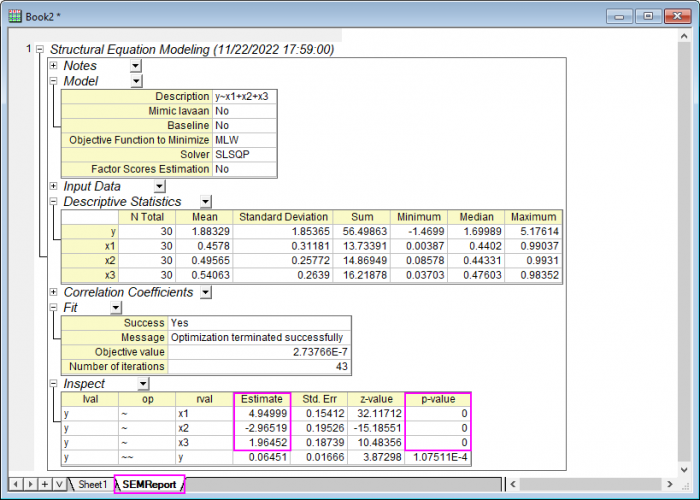 Book2 *
1 Structural Equation Modeling (11/22/2022 17:59:00)
Notes
Model
Description y~x1+x2+x3
Mimic lavaan No
Baseline No
Objective Function to Minimize MLW
Solver SLSQP
Factor Scores Estimation No
Input Data
Descriptive Statistics
N Total Mean Standard Deviation Sum Minimum Median Maximum
y 30 1.88329 1.85365 56.49863 -1.4699 1.69989 5.17614
x1 30 0.4578 0.31181 13.73391 0.00387 0.4402 0.99037
x2 30 0.49565 0.25772 14.86949 0.08578 0.44331 0.9931
x3 30 0.54063 0.2639 16.21878 0.03703 0.47603 0.98352
Correlation Coefficients
Fit
Success Yes
Message Optimization terminated successfully
Objective value 2.73766E-7
Number of iterations 43
Inspect
lval op rval Estimate Std. Err z-value p-value
y ~ x1 4.94999 0.15412 32.11712 0
y ~ x2 -2.96519 0.19526 -15.18551 0
y ~ x3 1.96452 0.18739 10.48356 0
y ~~ y 0.06451 0.01666 3.87298 1.07511E-4
Sheet1 SEMReport